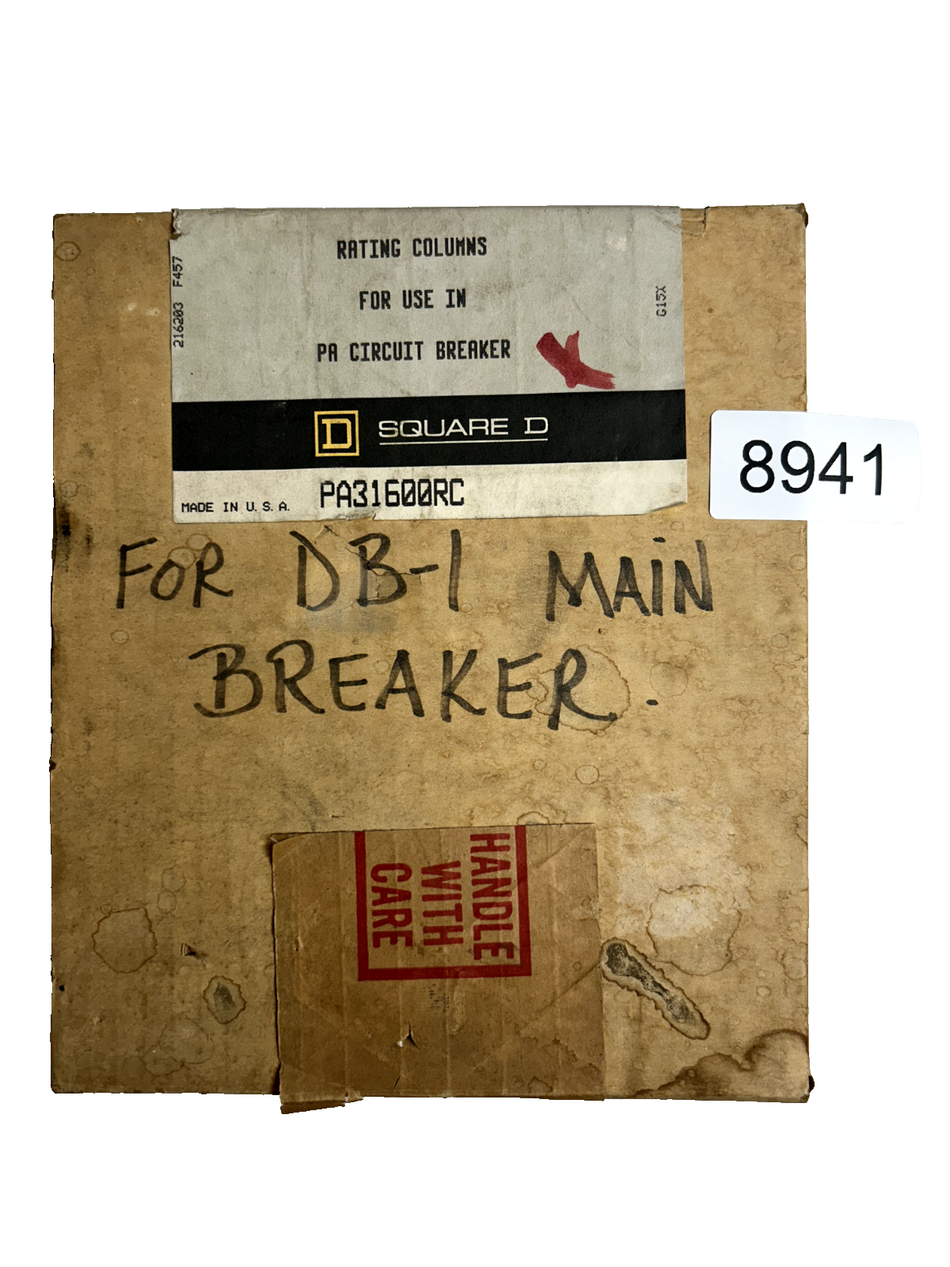 RATING COLUMNS
FOR USE IN
PA CIRCUIT BREAKER
216203 F457
G15X
D SQUARE D
MADE IN U.S.A. PA31600RC
8941
FOR DB-1 MAIN
BREAKER.
HANDLE
WITH
CARE